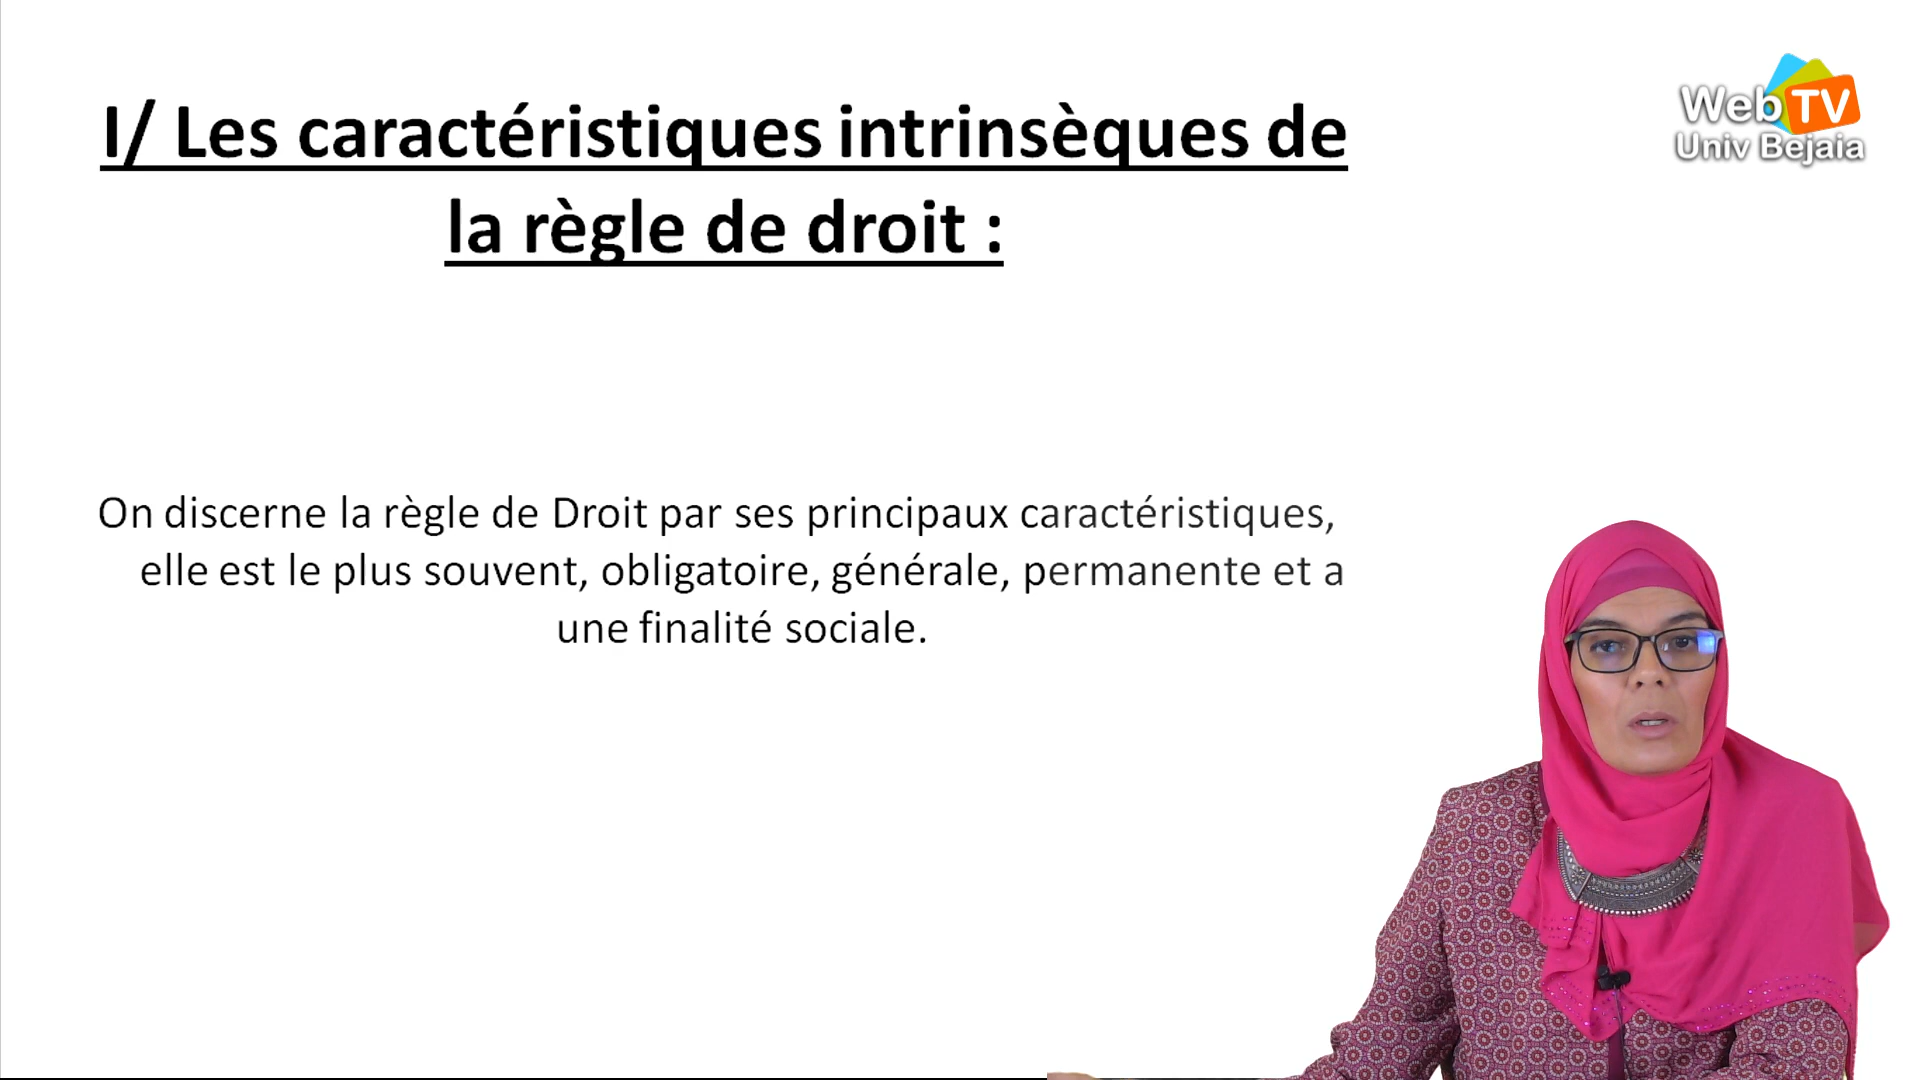 I/ Les caractéristiques intrinsèques de
la règle de droit :
Web TV
Univ Bejaia
On discerne la règle de Droit par ses principaux caractéristiques,
elle est le plus souvent, obligatoire, générale, permanente et a
une finalité sociale.